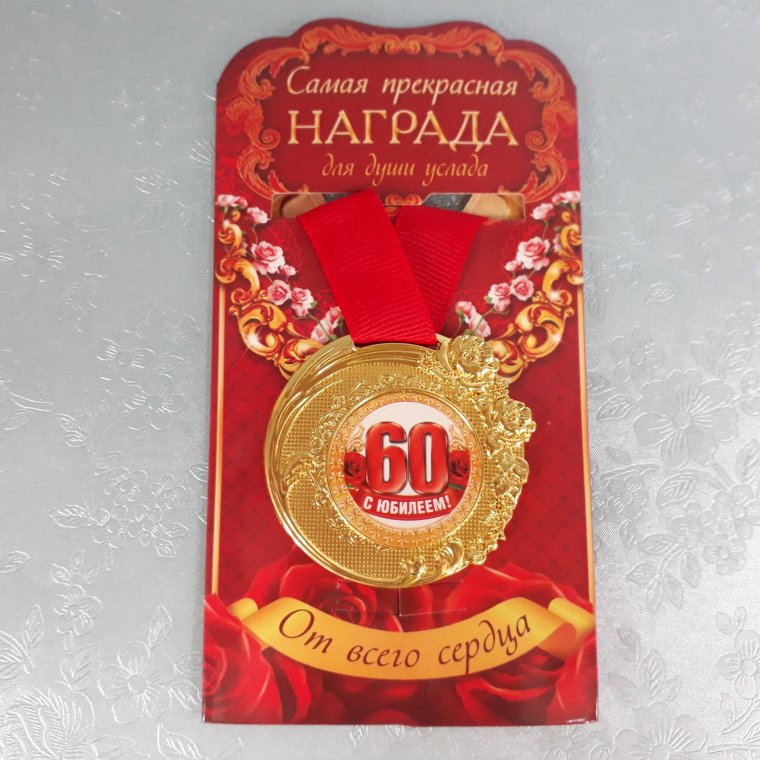 Самая прекрасная
НАГРАДА
для души услада
60
С ЮБИЛЕЕМ!
От всего сердца